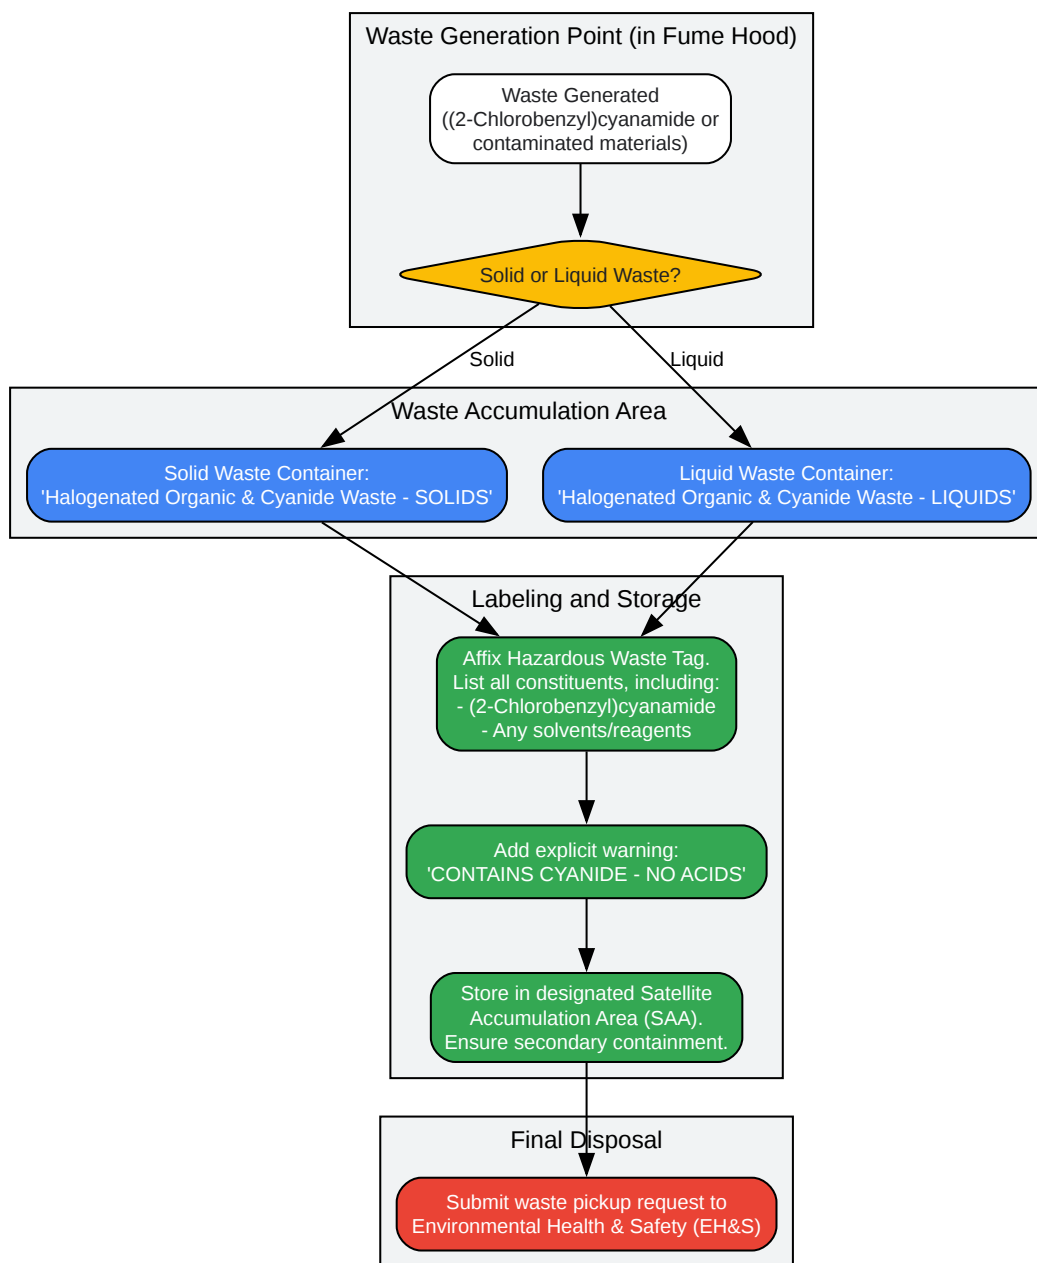 Waste Generation Point (in Fume Hood)
Waste Generated
((2-Chlorobenzyl)cyanamide or
contaminated materials)
Solid or Liquid Waste?
Solid
Liquid
Waste Accumulation Area
Solid Waste Container:
'Halogenated Organic & Cyanide Waste - SOLIDS'
Liquid Waste Container:
'Halogenated Organic & Cyanide Waste - LIQUIDS'
Labeling and Storage
Affix Hazardous Waste Tag.
List all constituents, including:
- (2-Chlorobenzyl)cyanamide
- Any solvents/reagents
Add explicit warning:
'CONTAINS CYANIDE - NO ACIDS'
Store in designated Satellite
Accumulation Area (SAA).
Ensure secondary containment.
Final Disposal
Submit waste pickup request to
Environmental Health & Safety (EH&S)